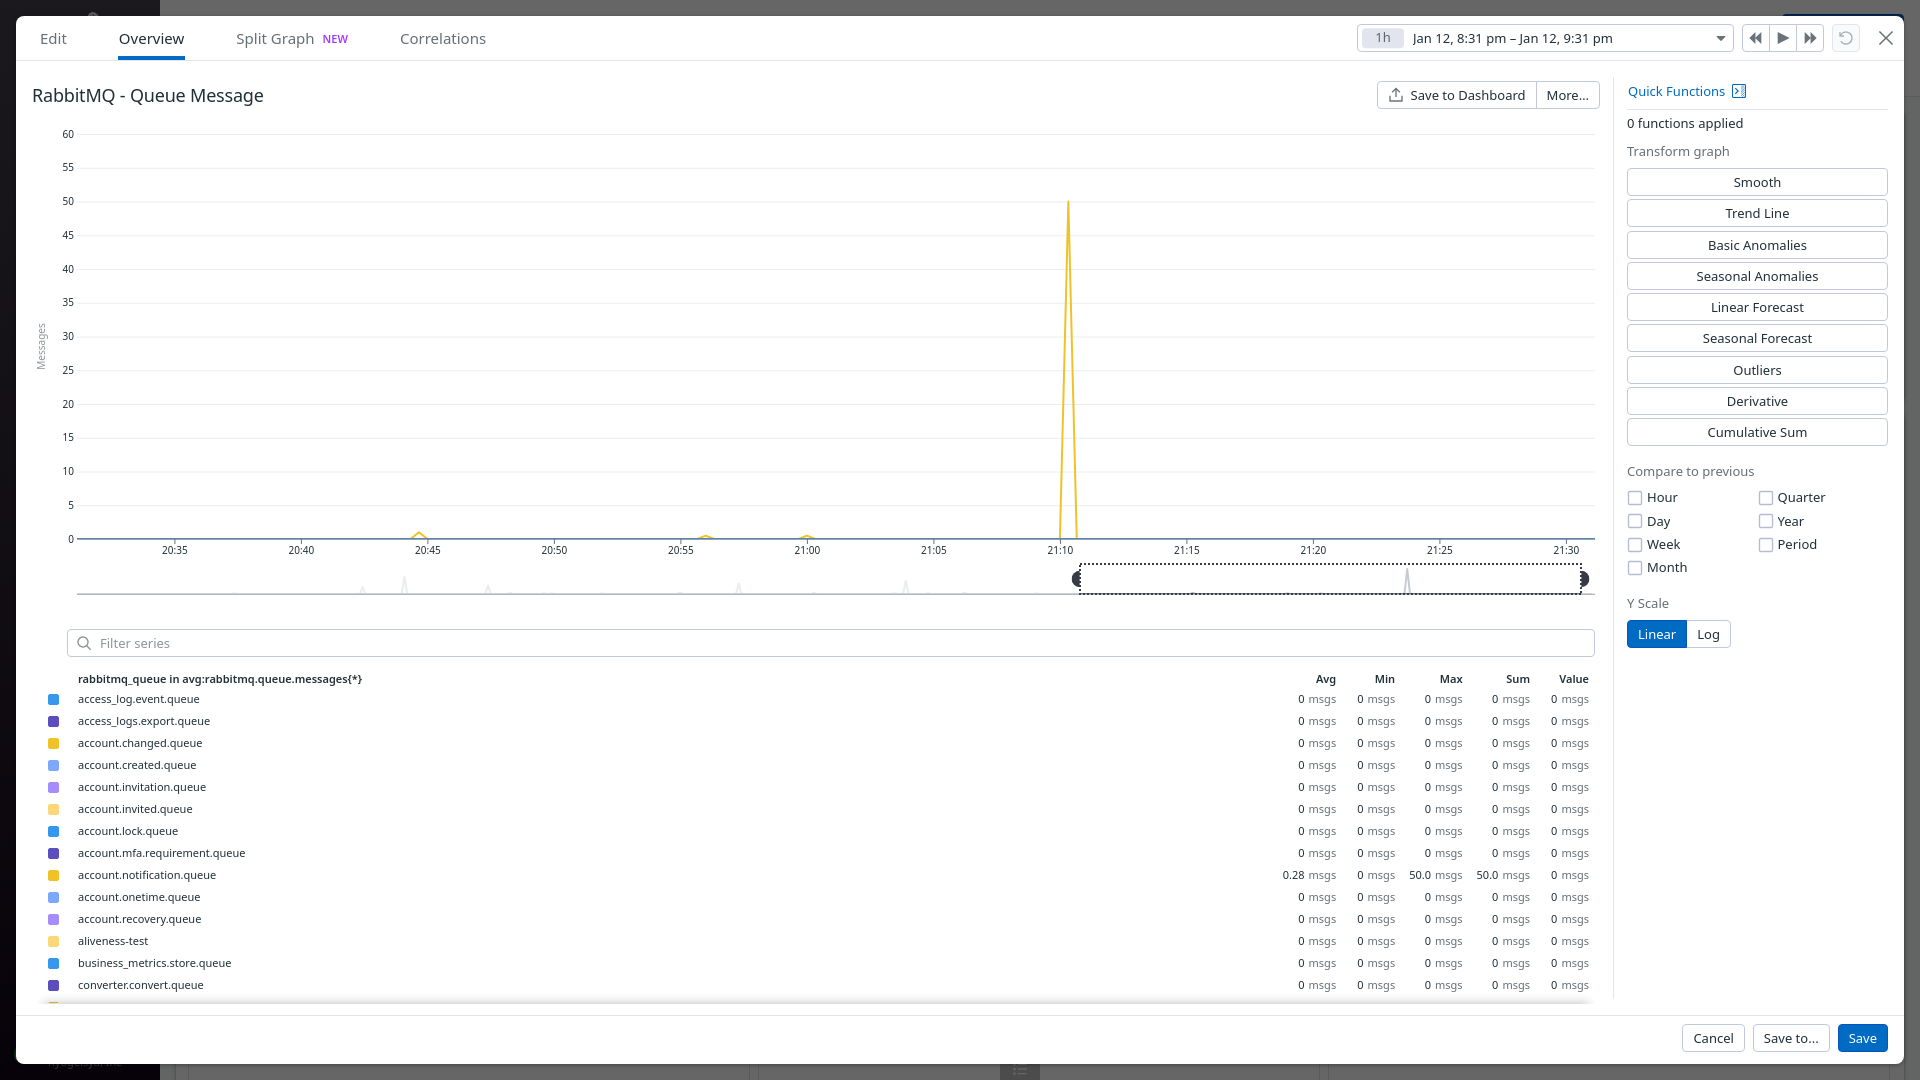 Edit Overview Split Graph NEW Correlations 1h Jan 12, 8:31 pm – Jan 12, 9:31 pm
RabbitMQ - Queue Message Save to Dashboard More...
Messages
60
55
50
45
40
35
30
25
20
15
10
5
0
20:35 20:40 20:45 20:50 20:55 21:00 21:05 21:10 21:15 21:20 21:25 21:30
Filter series
rabbitmq_queue in avg:rabbitmq.queue.messages{*} Avg Min Max Sum Value
access_log.event.queue 0 msgs 0 msgs 0 msgs 0 msgs 0 msgs
access_logs.export.queue 0 msgs 0 msgs 0 msgs 0 msgs 0 msgs
account.changed.queue 0 msgs 0 msgs 0 msgs 0 msgs 0 msgs
account.created.queue 0 msgs 0 msgs 0 msgs 0 msgs 0 msgs
account.invitation.queue 0 msgs 0 msgs 0 msgs 0 msgs 0 msgs
account.invited.queue 0 msgs 0 msgs 0 msgs 0 msgs 0 msgs
account.lock.queue 0 msgs 0 msgs 0 msgs 0 msgs 0 msgs
account.mfa.requirement.queue 0 msgs 0 msgs 0 msgs 0 msgs 0 msgs
account.notification.queue 0.28 msgs 0 msgs 50.0 msgs 50.0 msgs 0 msgs
account.onetime.queue 0 msgs 0 msgs 0 msgs 0 msgs 0 msgs
account.recovery.queue 0 msgs 0 msgs 0 msgs 0 msgs 0 msgs
aliveness-test 0 msgs 0 msgs 0 msgs 0 msgs 0 msgs
business_metrics.store.queue 0 msgs 0 msgs 0 msgs 0 msgs 0 msgs
converter.convert.queue 0 msgs 0 msgs 0 msgs 0 msgs 0 msgs
Quick Functions
0 functions applied
Transform graph
Smooth
Trend Line
Basic Anomalies
Seasonal Anomalies
Linear Forecast
Seasonal Forecast
Outliers
Derivative
Cumulative Sum
Compare to previous
Hour Quarter
Day Year
Week Period
Month
Y Scale
Linear Log
Cancel Save to... Save